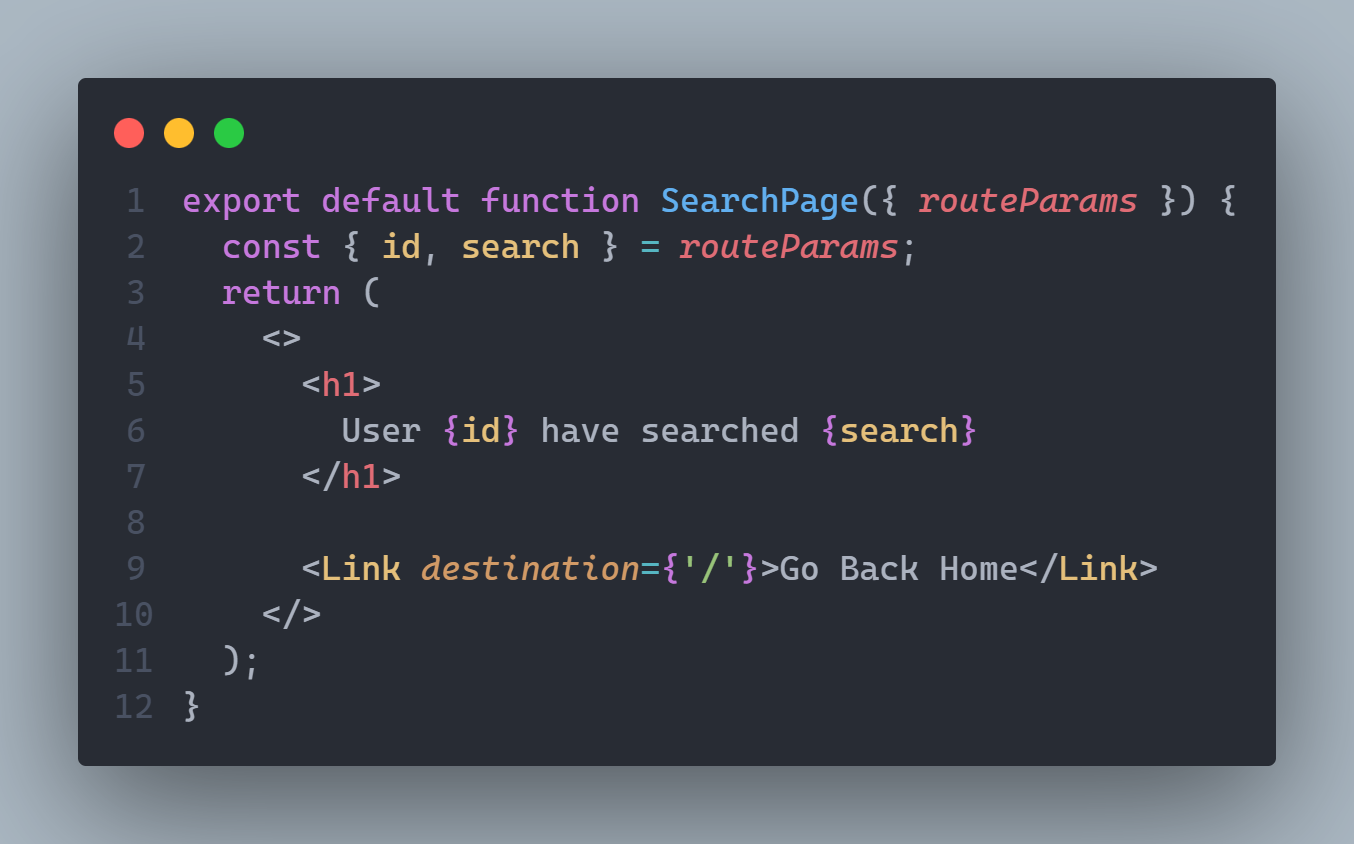 1 export default function SearchPage({ routeParams }) {
2   const { id, search } = routeParams;
3   return (
4     <>
5       <h1>
6         User {id} have searched {search}
7       </h1>
8
9       <Link destination={'/'}>Go Back Home</Link>
10     </>
11   );
12 }